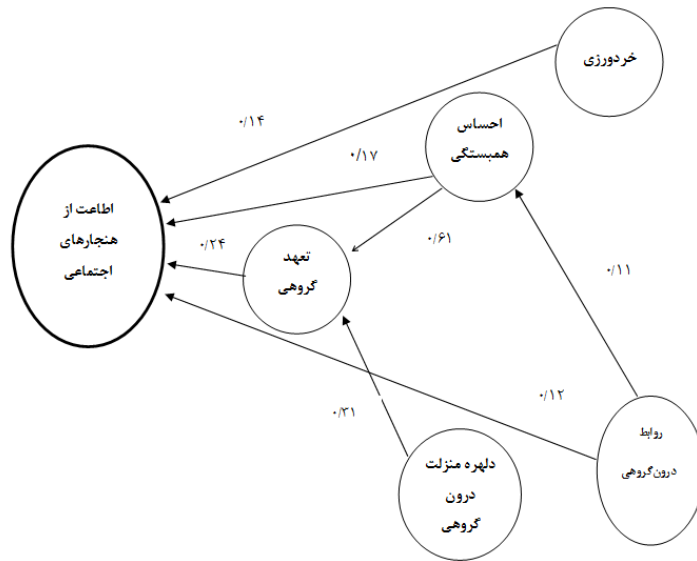 خردورزی
۰/۱۴
احساس
همبستگی
۰/۱۷
اطاعت از
هنجارهای
اجتماعی
۰/۲۴
تعهد
گروهی
۰/۶۱
۰/۱۱
۰/۱۲
۰/۳۱
روابط
درون‌گروهی
دلهره منزلت
درون
گروهی